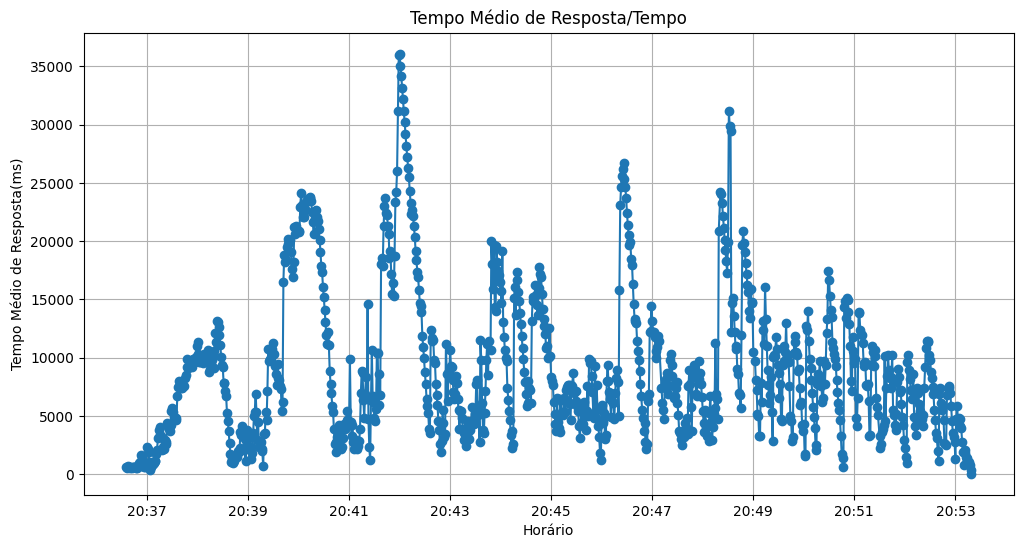 Tempo Médio de Resposta/Tempo
Tempo Médio de Resposta(ms)
35000
30000
25000
20000
15000
10000
5000
0
20:37 20:39 20:41 20:43 20:45 20:47 20:49 20:51 20:53
Horário